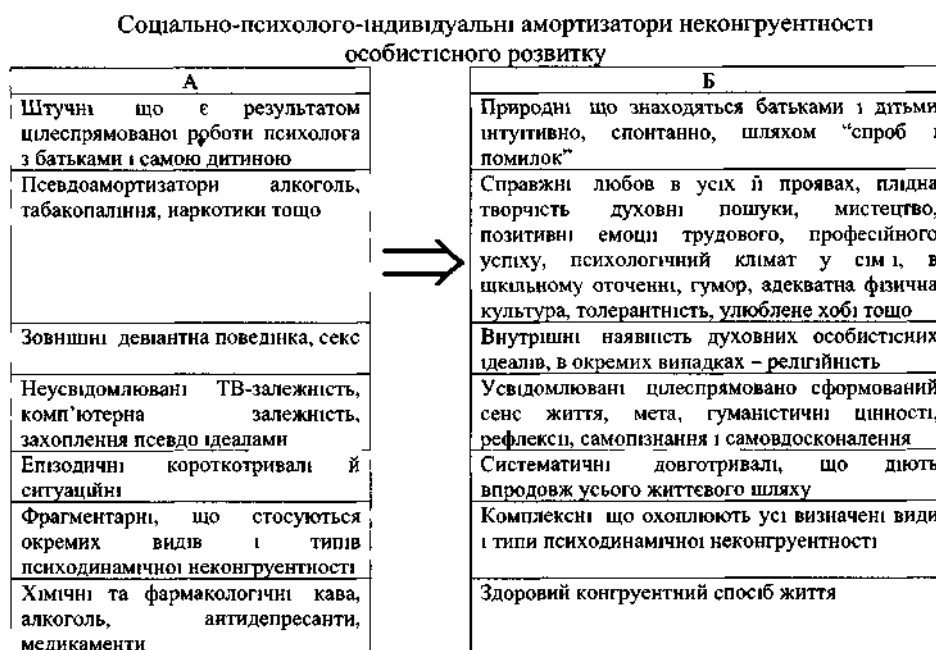 Соціально-психолого-індивідуальні амортизатори неконгруентності
особистісного розвитку
А
Штучні що є результатом
цілеспрямованої роботи психолога
з батьками і самою дитиною
Псевдоамортизатори алкоголь,
табакопаління, наркотики тощо
Зовнішні девіантна поведінка, секс
Неусвідомлювані ТВ-залежність,
комп'ютерна залежність,
захоплення псевдо ідеалами
Епізодичні короткотривалі й
ситуаційні
Фрагментарні, що стосуються
окремих видів і типів
психодинамічної неконгруентності
Хімічні та фармакологічні кава,
алкоголь, антидепресанти,
медикаменти
Б
Природні що знаходяться батьками і дітьми
інтуітивно, спонтанно, шляхом “спроб і
помилок”
Справжні любов в усіх її проявах, плідна
творчість духовні пошуки, мистецтво,
позитивні емоції трудового, професійного
успіху, психологічний клімат у сім ї, в
шкільному оточенні, гумор, адекватна фізична
культура, толерантність, улюблене хобі тощо
Внутрішні наявність духовних особистісних
ідеалів, в окремих випадках – релігійність
Усвідомлювані цілеспрямовано сформований
сенс життя, мета, гуманістичні цінності,
рефлексії, самопізнання і самовдосконалення
Систематичні довготривалі, що діють
впродовж усього життєвого шляху
Комплексні що охоплюють усі визначені види
і типи психодинамічної неконгруентності
Здоровий конгруентний спосіб життя